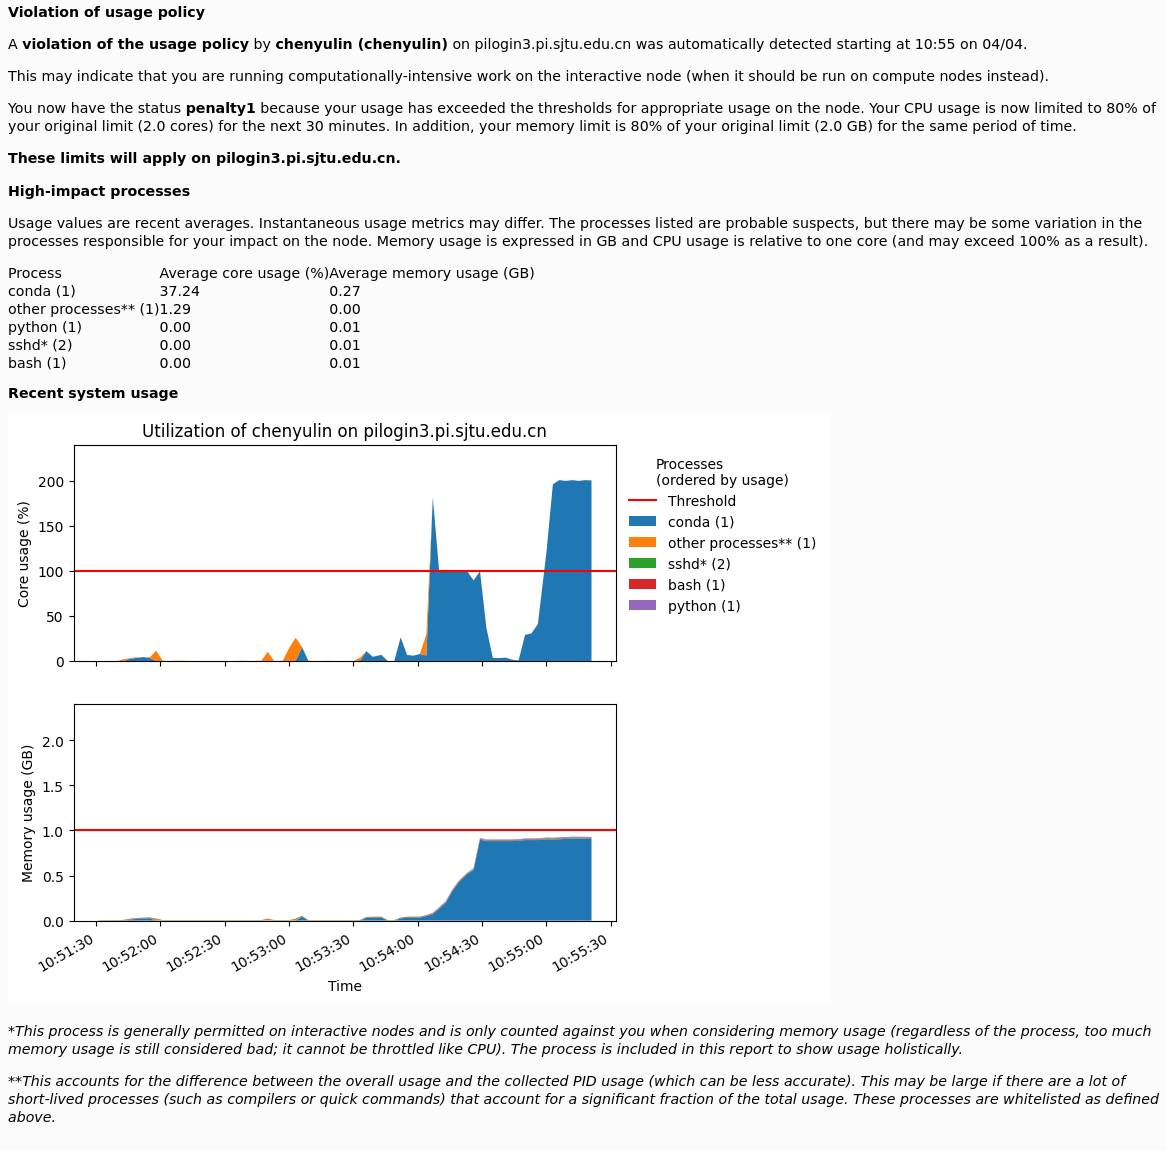 Violation of usage policy
A violation of the usage policy by chenyulin (chenyulin) on pilogin3.pi.sjtu.edu.cn was automatically detected starting at 10:55 on 04/04.
This may indicate that you are running computationally-intensive work on the interactive node (when it should be run on compute nodes instead).
You now have the status penalty1 because your usage has exceeded the thresholds for appropriate usage on the node. Your CPU usage is now limited to 80% of
your original limit (2.0 cores) for the next 30 minutes. In addition, your memory limit is 80% of your original limit (2.0 GB) for the same period of time.
These limits will apply on pilogin3.pi.sjtu.edu.cn.
High-impact processes
Usage values are recent averages. Instantaneous usage metrics may differ. The processes listed are probable suspects, but there may be some variation in the
processes responsible for your impact on the node. Memory usage is expressed in GB and CPU usage is relative to one core (and may exceed 100% as a result).
Process Average core usage (%)Average memory usage (GB)
conda (1) 37.24 0.27
other processes** (1)1.29 0.00
python (1) 0.00 0.01
sshd* (2) 0.00 0.01
bash (1) 0.00 0.01
Recent system usage
Utilization of chenyulin on pilogin3.pi.sjtu.edu.cn
Core usage (%)
200
150
100
50
0
Processes
(ordered by usage)
Threshold
conda (1)
other processes** (1)
sshd* (2)
bash (1)
python (1)
Memory usage (GB)
2.0
1.5
1.0
0.5
0.0
10:51:30 10:52:00 10:52:30 10:53:00 10:53:30 10:54:00 10:54:30 10:55:00 10:55:30
Time
*This process is generally permitted on interactive nodes and is only counted against you when considering memory usage (regardless of the process, too much
memory usage is still considered bad; it cannot be throttled like CPU). The process is included in this report to show usage holistically.
**This accounts for the difference between the overall usage and the collected PID usage (which can be less accurate). This may be large if there are a lot of
short-lived processes (such as compilers or quick commands) that account for a significant fraction of the total usage. These processes are whitelisted as defined
above.